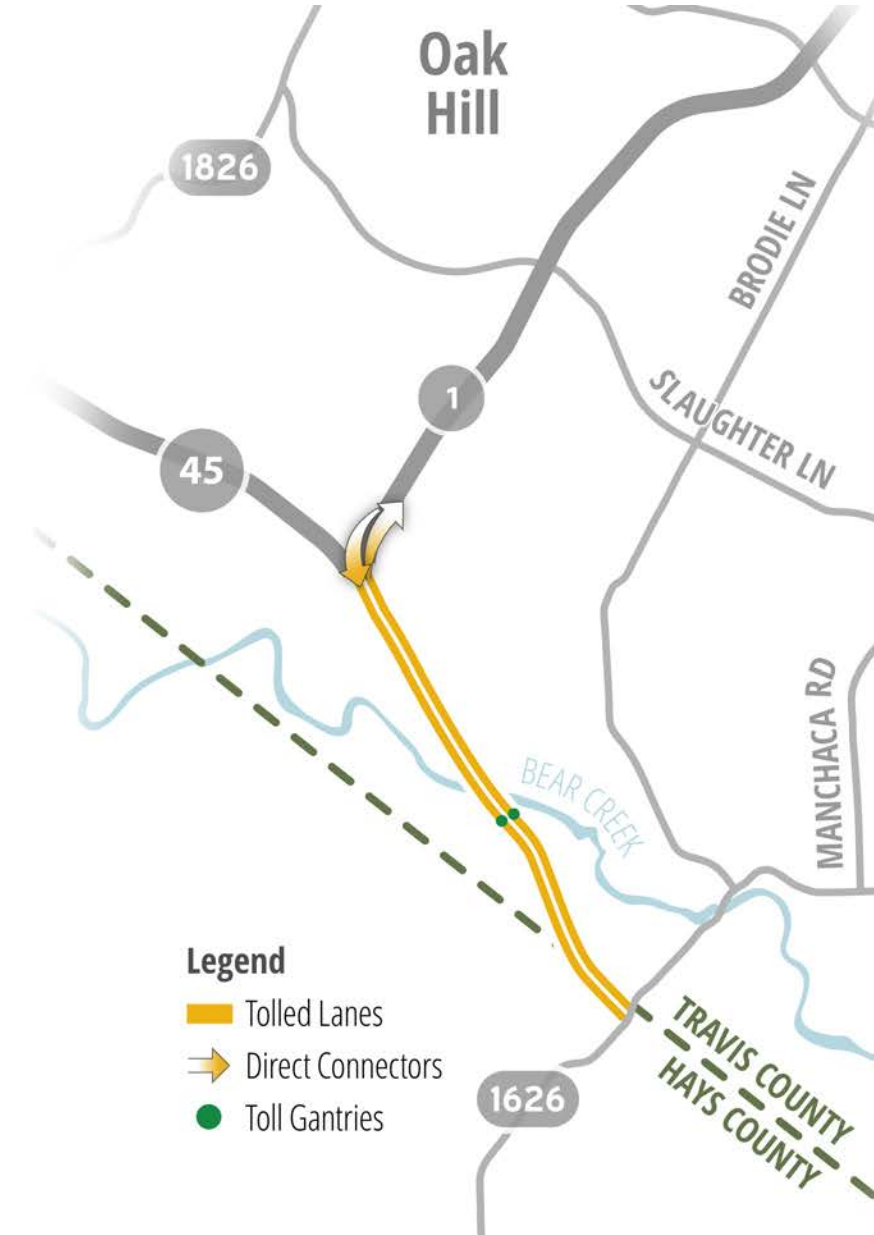 Oak
Hill
1826
BRODIE LN
1
SLAUGHTER LN
45
MANCHACA RD
BEAR CREEK
Legend
Tolled Lanes
Direct Connectors
Toll Gantries
1626
TRAVIS COUNTY
HAYS COUNTY